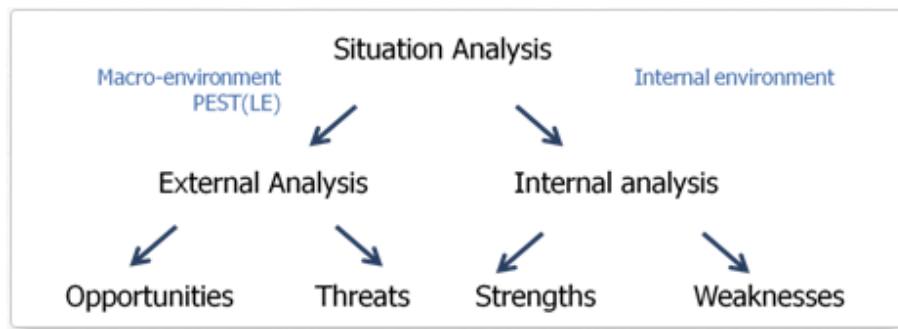 Situation Analysis
Macro-environment
PEST(LE)
Internal environment
External Analysis
Internal analysis
Opportunities
Threats
Strengths
Weaknesses